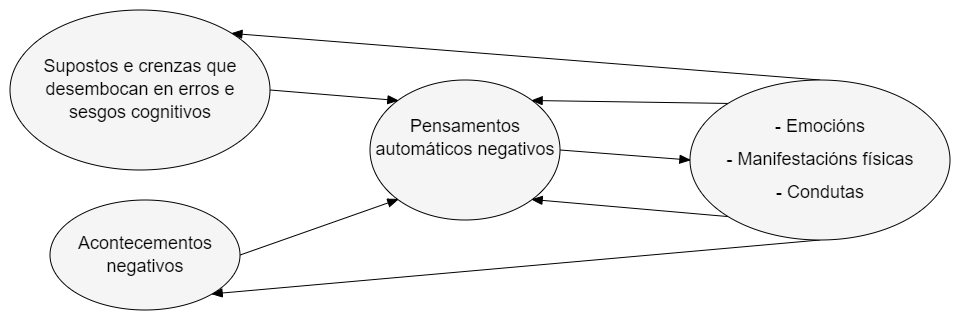 Supostos e crenzas que
desembocan en erros e
sesgos cognitivos
Pensamentos
automáticos negativos
- Emocións
- Manifestacións físicas
- Condutas
Acontecementos
negativos